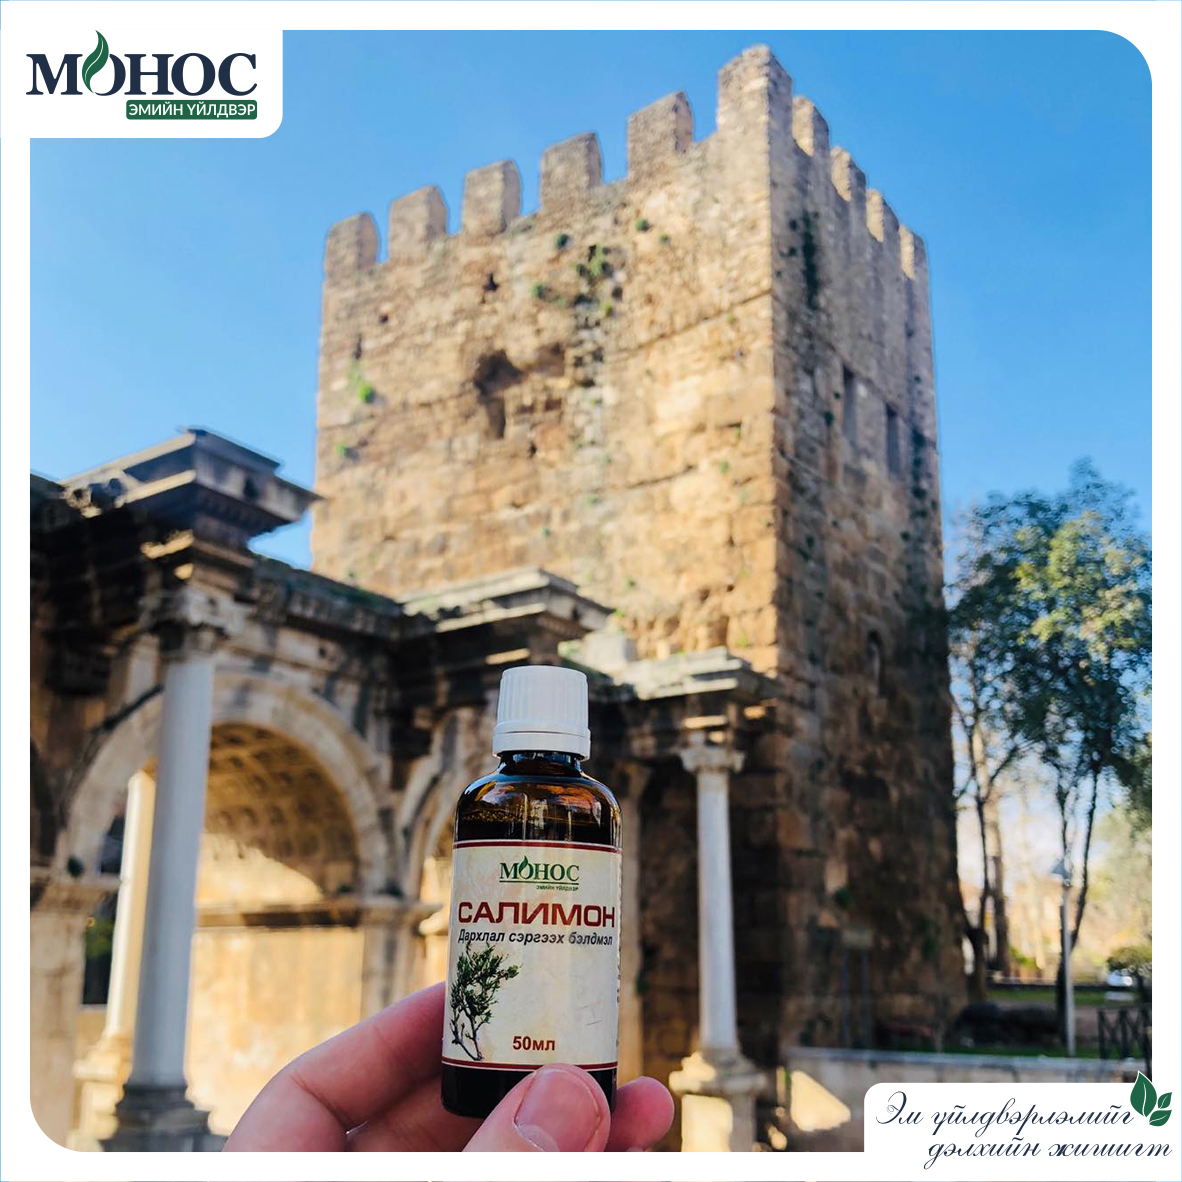 МОНОС
ЭМИЙН ҮЙЛДВЭР
МОНОС
ЭМИЙН ҮЙЛДВЭР
САЛИМОН
Дархлал сэргээх бэлдмэл
50мл
Эм үйлдвэрлэлийг
дэлхийн жишигт